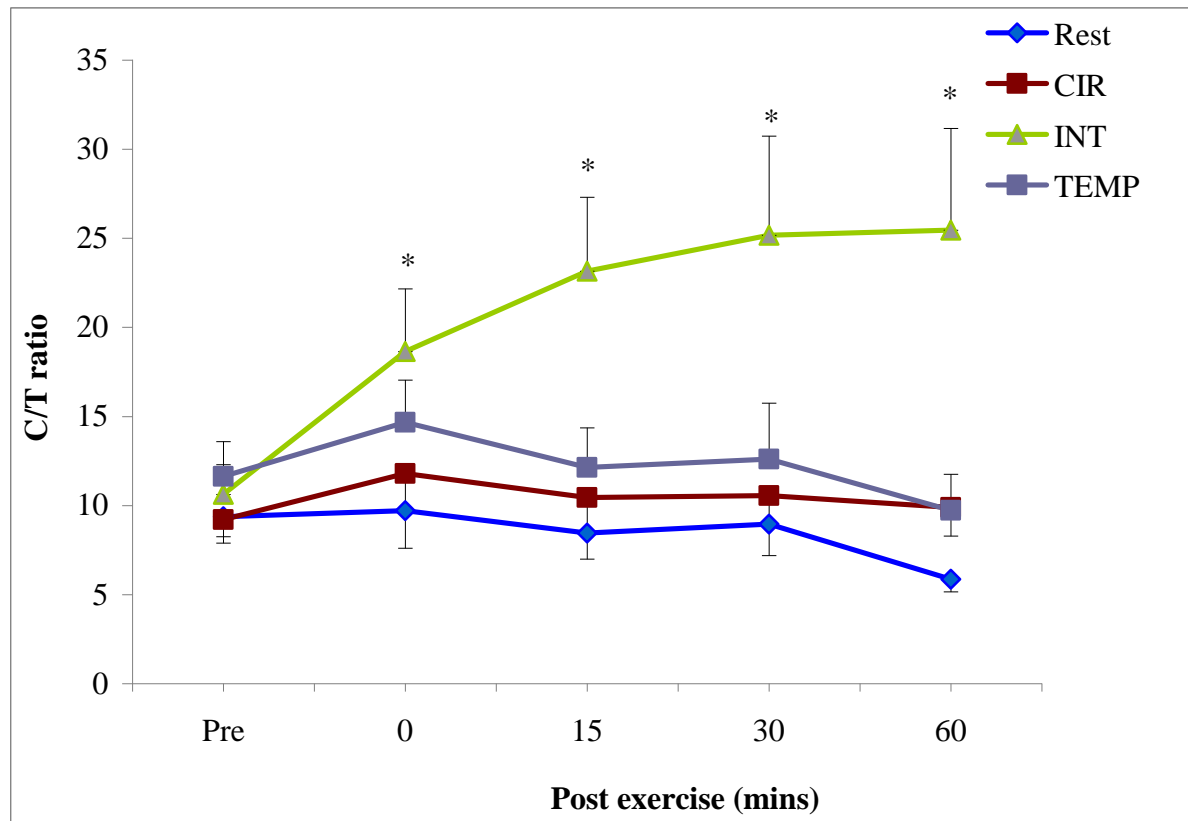 Rest
CIR
INT
TEMP
35
30
25
20
15
10
5
0
C/T ratio
* * * *
Pre 0 15 30 60
Post exercise (mins)